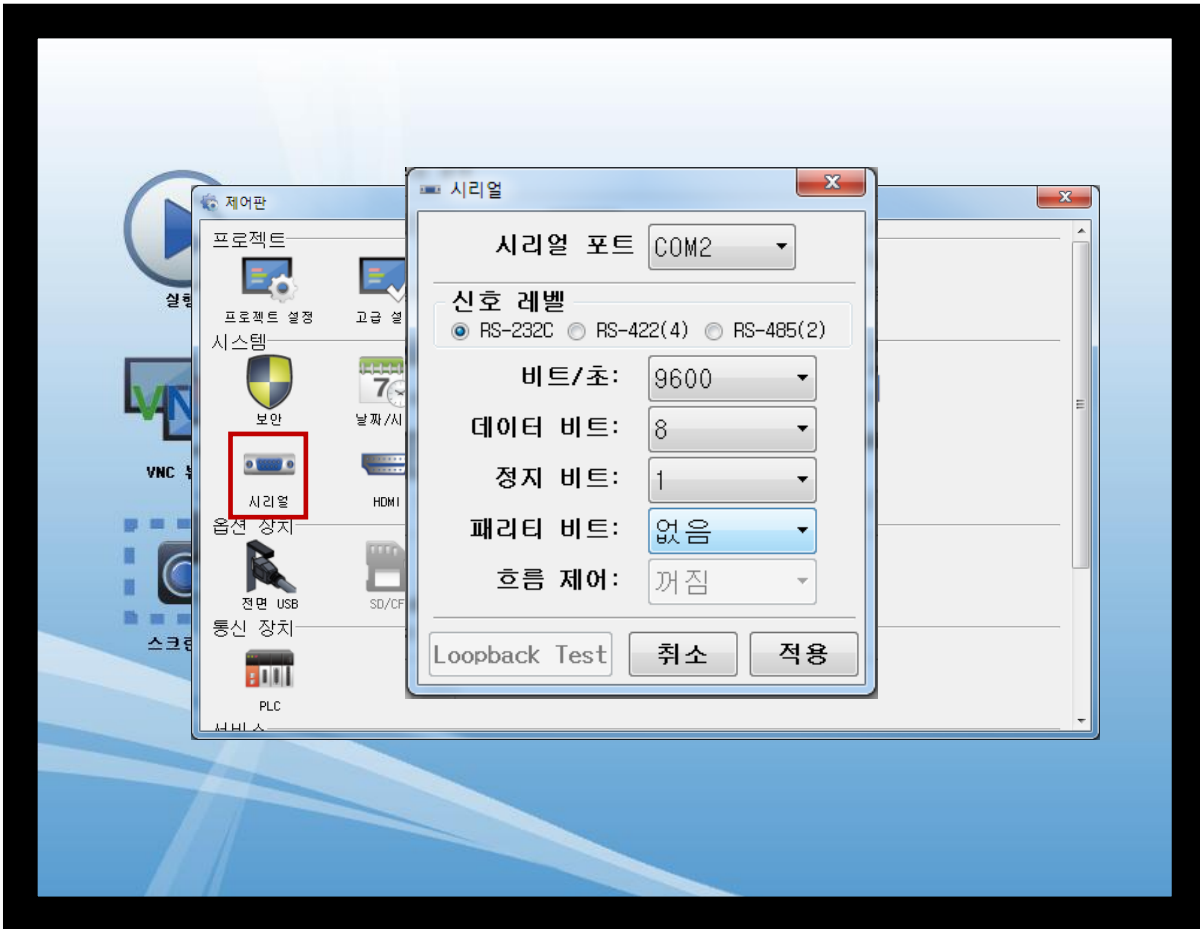 시리얼
제어판
시리얼 포트 COM2
프로젝트
신호 레벨
RS-232C RS-422(4) RS-485(2)
프로젝트 설정
고급
시스템
비트/초: 9600
보안
날짜/시
데이터 비트: 8
정지 비트: 1
VNC
시리얼
HDMI
옵션 장치
패리티 비트: 없음
흐름 제어: 꺼짐
전면 USB
SD/CF
통신 장치
Loopback Test 취소 적용
PLC
서비스